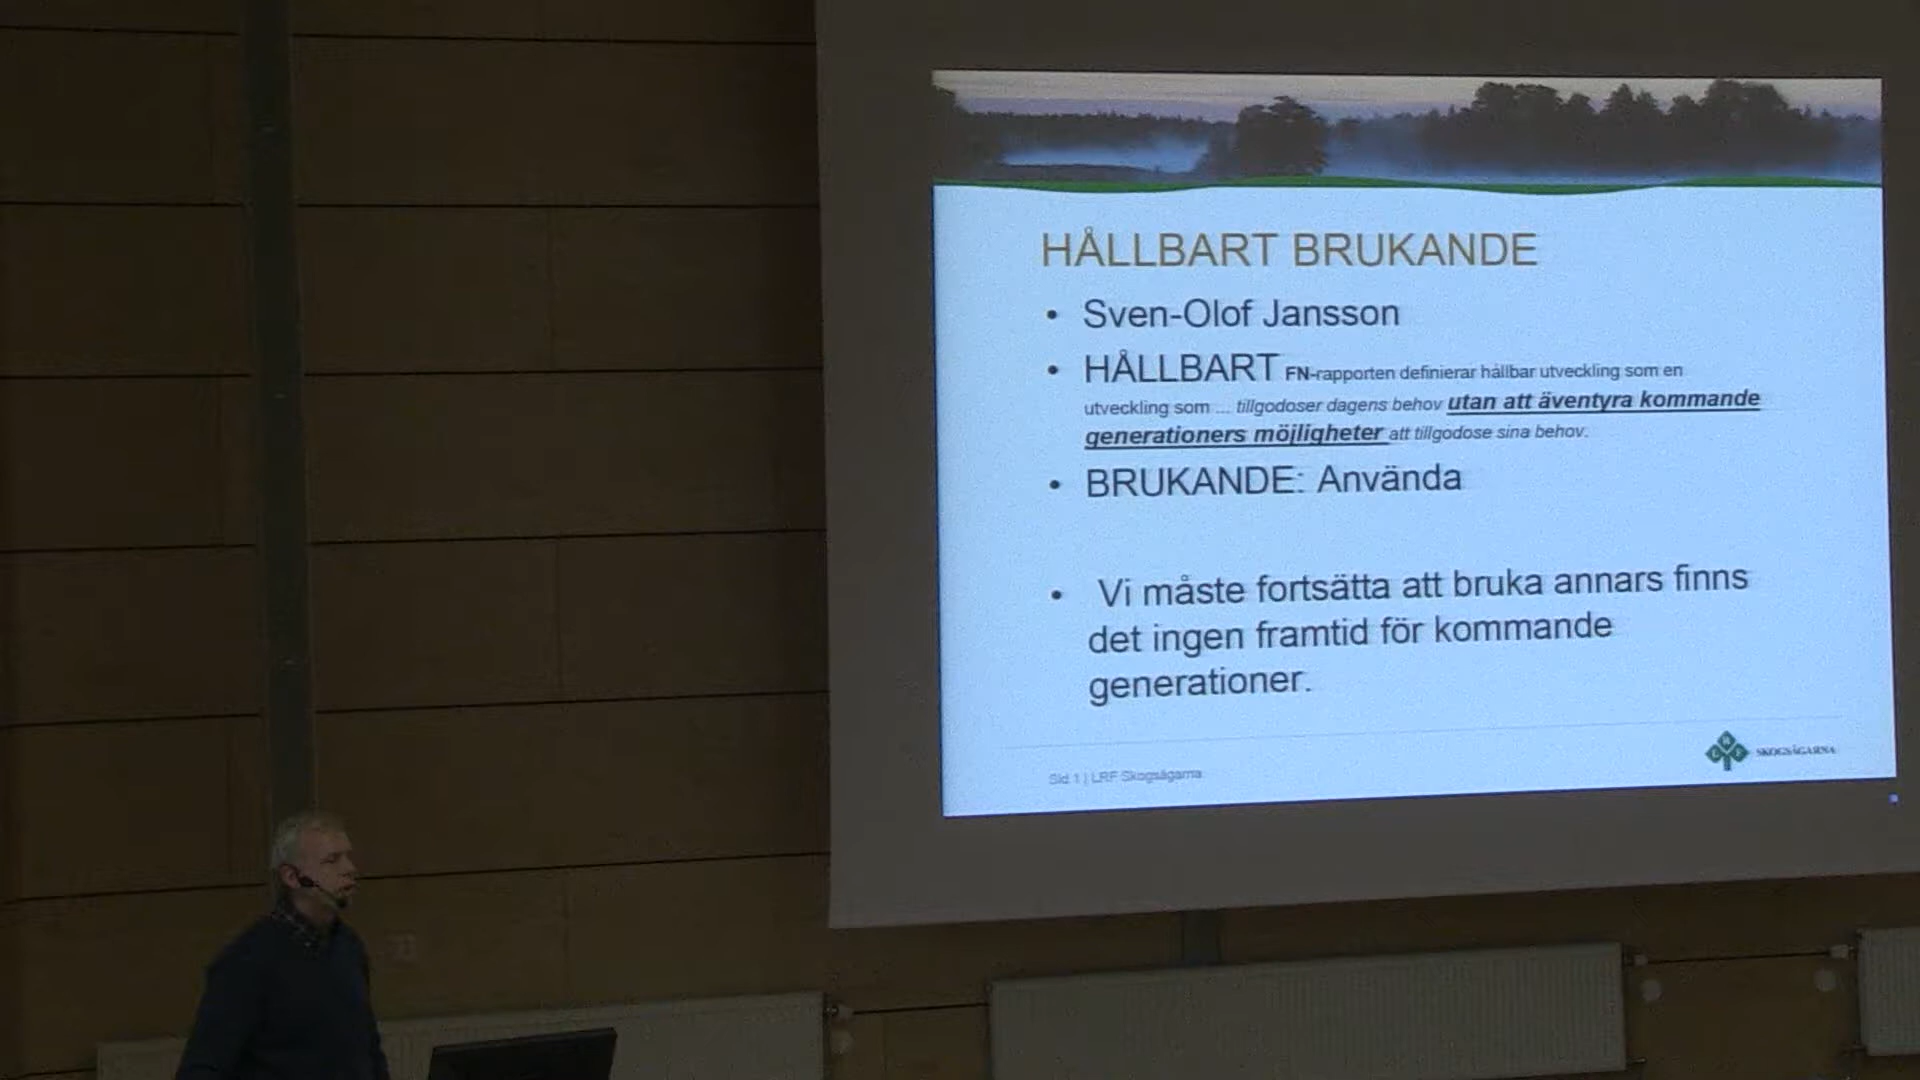 HÅLLBART BRUKANDE
• Sven-Olof Jansson
• HÅLLBART FN-rapporten definierar hållbar utveckling som en
utveckling som ... tillgodoser dagens behov utan att äventyra kommande
generationers möjligheter att tillgodose sina behov.
• BRUKANDE: Använda
• Vi måste fortsätta att bruka annars finns
det ingen framtid för kommande
generationer.
Sid 1 | LRF Skogsägarna
LRF SKOGSÄGARNA